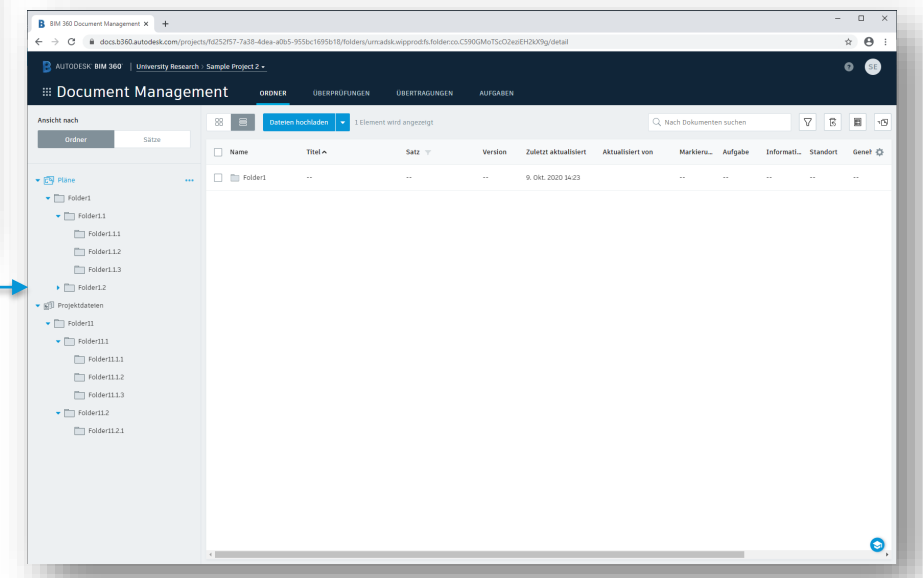 BIM 360 Document Management
docs.b360.autodesk.com/projects/fd252f57-7a38-4dea-a0b5-955bc1695b18/folders/urn:adsk.wipprod:fs.folder:co.C590GMoTScO2eziEH2kX9g/detail
AUTODESK® BIM 360° | University Research > Sample Project 2
? SE
Document Management ORDNER ÜBERPRÜFUNGEN ÜBERTRAGUNGEN AUFGABEN
Ansicht nach
Ordner Sätze
Dateien hochladen 1 Element wird angezeigt Nach Dokumenten suchen
Name Titel Satz Version Zuletzt aktualisiert Aktualisiert von Markieru... Aufgabe Informati... Standort Geneh
Folder1 -- -- -- 9. Okt. 2020 14:23 -- -- -- -- --
Pläne ...
Folder1
Folder1.1
Folder1.1.1
Folder1.1.2
Folder1.1.3
Folder1.2
Projektdateien
Folder11
Folder11.1
Folder11.1.1
Folder11.1.2
Folder11.1.3
Folder11.2
Folder11.2.1